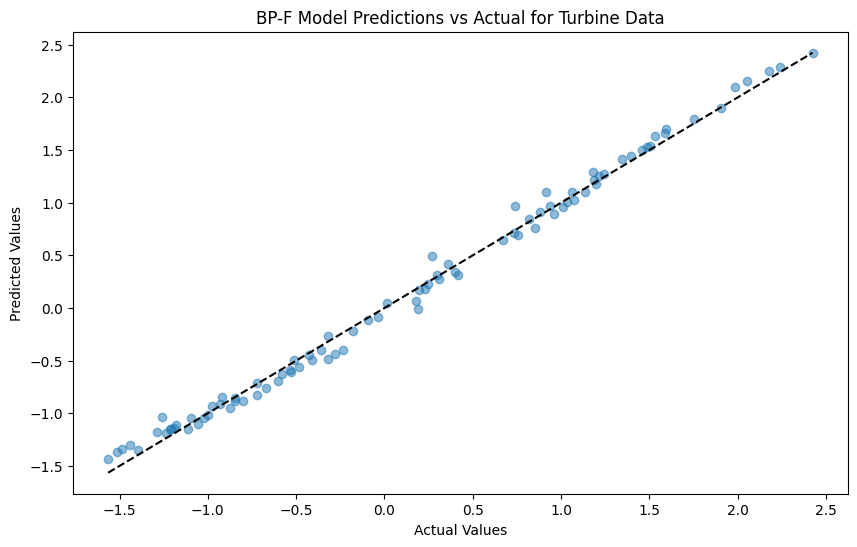 BP-F Model Predictions vs Actual for Turbine Data
2.5
2.0
1.5
1.0
0.5
0.0
−0.5
−1.0
−1.5
Predicted Values
−1.5 −1.0 −0.5 0.0 0.5 1.0 1.5 2.0 2.5
Actual Values